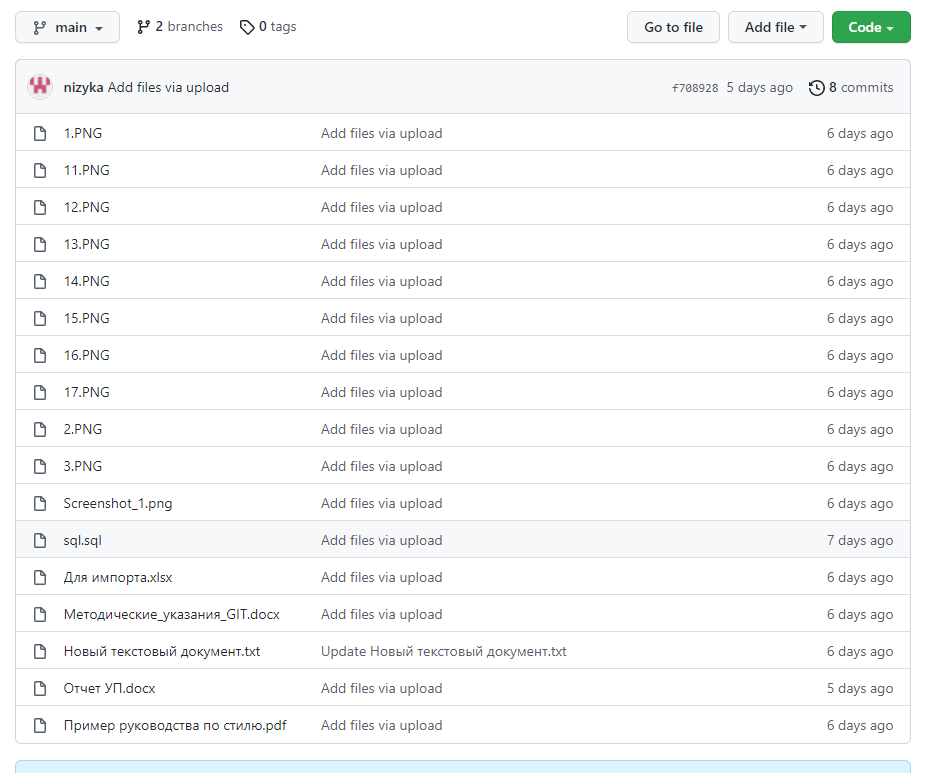 main 2 branches 0 tags Go to file Add file Code
nizyka Add files via upload f708928 5 days ago 8 commits
1.PNG Add files via upload 6 days ago
11.PNG Add files via upload 6 days ago
12.PNG Add files via upload 6 days ago
13.PNG Add files via upload 6 days ago
14.PNG Add files via upload 6 days ago
15.PNG Add files via upload 6 days ago
16.PNG Add files via upload 6 days ago
17.PNG Add files via upload 6 days ago
2.PNG Add files via upload 6 days ago
3.PNG Add files via upload 6 days ago
Screenshot_1.png Add files via upload 6 days ago
sql.sql Add files via upload 7 days ago
Для импорта.xlsx Add files via upload 6 days ago
Методические_указания_GIT.docx Add files via upload 6 days ago
Новый текстовый документ.txt Update Новый текстовый документ.txt 6 days ago
Отчет УП.docx Add files via upload 5 days ago
Пример руководства по стилю.pdf Add files via upload 6 days ago